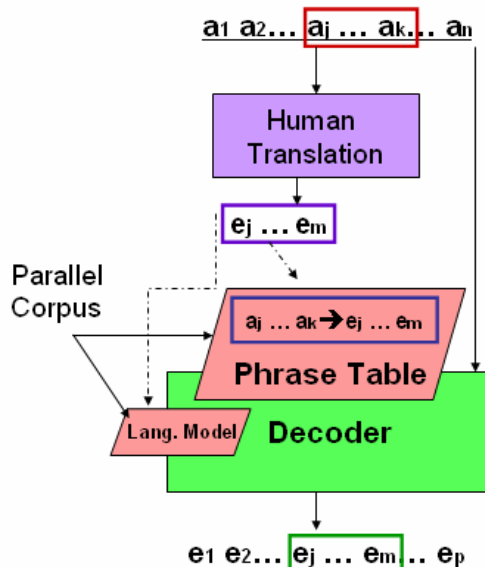 a1 a2... aj ... ak... an
Human
Translation
ej ... em
Parallel
Corpus
aj ... ak➔ej ... em
Phrase Table
Lang. Model
Decoder
e1 e2... ej ... em... ep